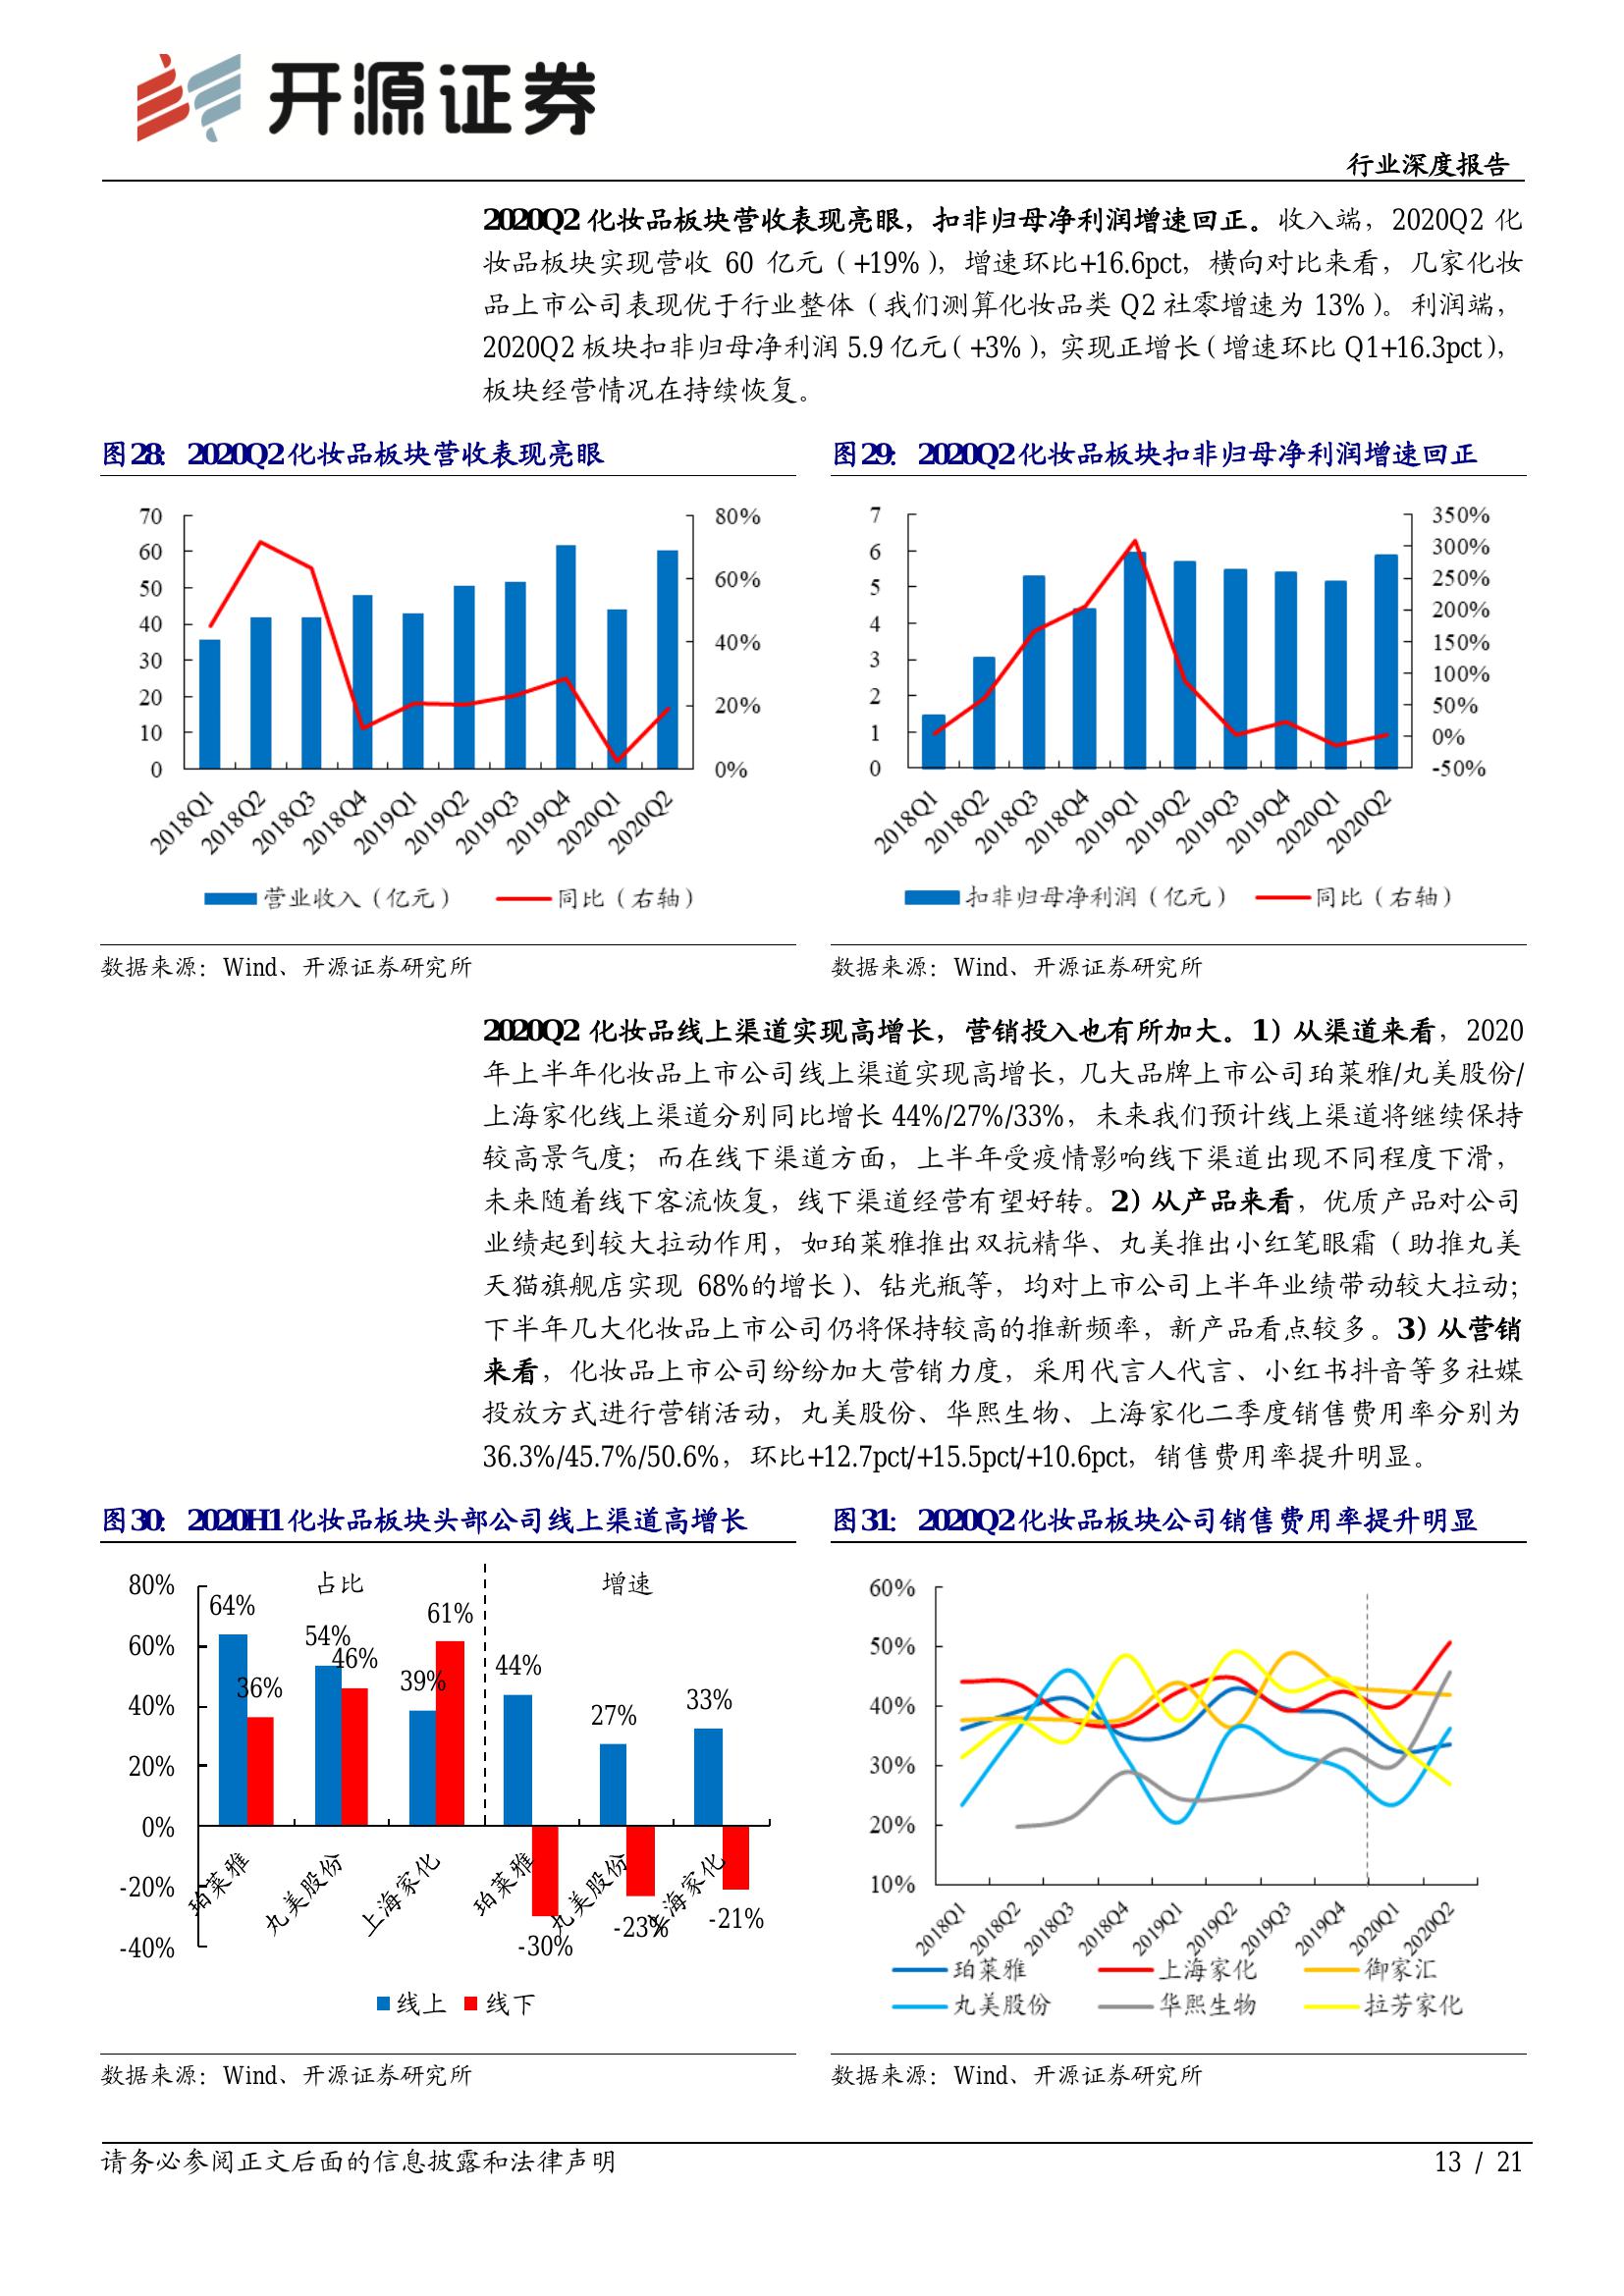 开源证券
行业深度报告
2020Q2 化妆品板块营收表现亮眼，扣非归母净利润增速回正。收入端，2020Q2 化
妆品板块实现营收 60 亿元（+19%），增速环比+16.6pct，横向对比来看，几家化妆
品上市公司表现优于行业整体（我们测算化妆品类 Q2 社零增速为 13%）。利润端，
2020Q2 板块扣非归母净利润 5.9 亿元（+3%），实现正增长（增速环比 Q1+16.3pct），
板块经营情况在持续恢复。
图28： 2020Q2化妆品板块营收表现亮眼
70
60
50
40
30
20
10
0
80%
60%
40%
20%
0%
2018Q1
2018Q2
2018Q3
2018Q4
2019Q1
2019Q2
2019Q3
2019Q4
2020Q1
2020Q2
营业收入（亿元）
同比（右轴）
数据来源：Wind、开源证券研究所
图29： 2020Q2化妆品板块扣非归母净利润增速回正
7
6
5
4
3
2
1
0
350%
300%
250%
200%
150%
100%
50%
0%
-50%
2018Q1
2018Q2
2018Q3
2018Q4
2019Q1
2019Q2
2019Q3
2019Q4
2020Q1
2020Q2
扣非归母净利润（亿元）
同比（右轴）
数据来源：Wind、开源证券研究所
2020Q2 化妆品线上渠道实现高增长，营销投入也有所加大。1）从渠道来看，2020
年上半年化妆品上市公司线上渠道实现高增长，几大品牌上市公司珀莱雅/丸美股份/
上海家化线上渠道分别同比增长 44%/27%/33%，未来我们预计线上渠道将继续保持
较高景气度；而在线下渠道方面，上半年受疫情影响线下渠道出现不同程度下滑，
未来随着线下客流恢复，线下渠道经营有望好转。2）从产品来看，优质产品对公司
业绩起到较大拉动作用，如珀莱雅推出双抗精华、丸美推出小红笔眼霜（助推丸美
天猫旗舰店实现 68%的增长）、钻光瓶等，均对上市公司上半年业绩带动较大拉动；
下半年几大化妆品上市公司仍将保持较高的推新频率，新产品看点较多。3）从营销
来看，化妆品上市公司纷纷加大营销力度，采用代言人代言、小红书抖音等多社媒
投放方式进行营销活动，丸美股份、华熙生物、上海家化二季度销售费用率分别为
36.3%/45.7%/50.6%，环比+12.7pct/+15.5pct/+10.6pct，销售费用率提升明显。
图30： 2020H1化妆品板块头部公司线上渠道高增长
80%
60%
40%
20%
0%
-20%
-40%
占比
增速
64%
36%
54%
46%
39%
61%
44%
27%
33%
-30%
-23%
-21%
珀莱雅
丸美股份
上海家化
珀莱雅
丸美股份
上海家化
线上
线下
数据来源：Wind、开源证券研究所
图31： 2020Q2化妆品板块公司销售费用率提升明显
60%
50%
40%
30%
20%
10%
2018Q1
2018Q2
2018Q3
2018Q4
2019Q1
2019Q2
2019Q3
2019Q4
2020Q1
2020Q2
珀莱雅
上海家化
御家汇
丸美股份
华熙生物
拉芳家化
数据来源：Wind、开源证券研究所
请务必参阅正文后面的信息披露和法律声明
13 / 21